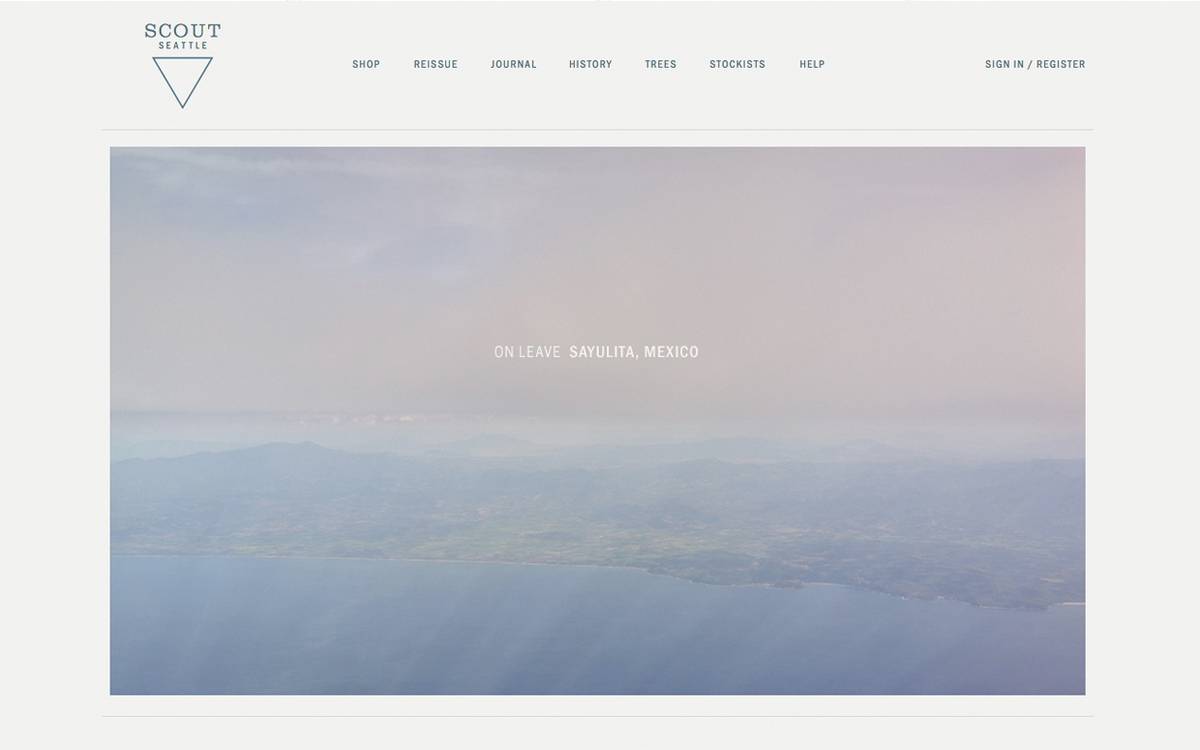 SCOUT
SEATTLE
SHOP REISSUE JOURNAL HISTORY TREES STOCKISTS HELP SIGN IN / REGISTER
ON LEAVE SAYULITA, MEXICO